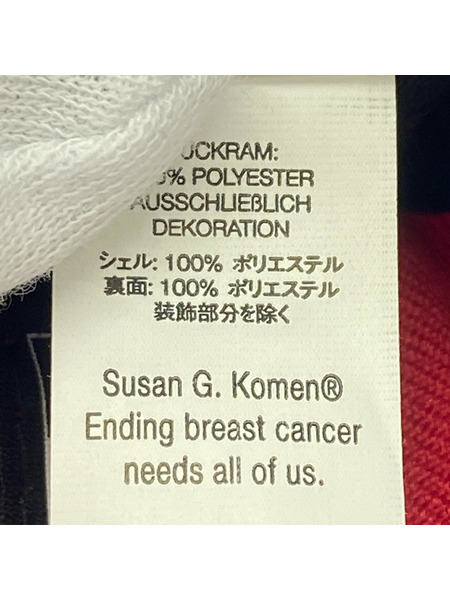 POLYESTER
AUSSCHLIEßLICH
DEKORATION
シェル: 100% ポリエステル
裏面: 100% ポリエステル
装飾部分を除く
Susan G. Komen®
Ending breast cancer
needs all of us.